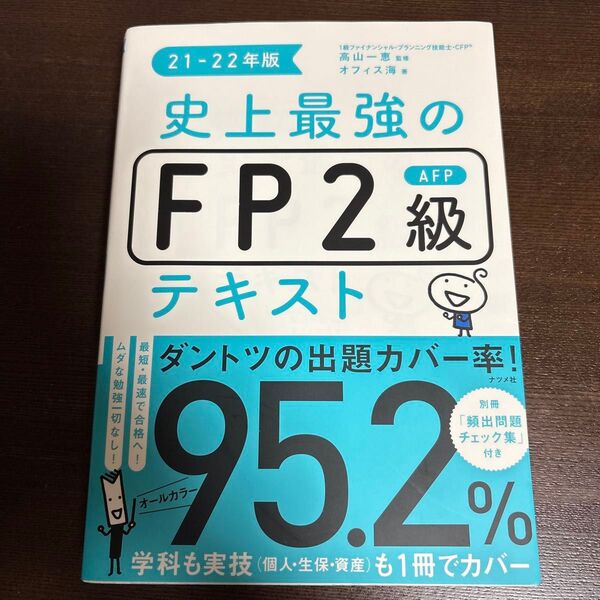 21-22年版
1級ファイナンシャル・プランニング技能士・CFP®
高山一恵 監修
オフィス海 著
史上最強の
FP2級
AFP
テキスト
最短・最速で合格へ!
ムダな勉強一切なし!
ダントツの出題カバー率!
ナツメ社
95.2%
別冊
「頻出問題
チェック集」
付き
オールカラー
学科も実技(個人・生保・資産)も1冊でカバー